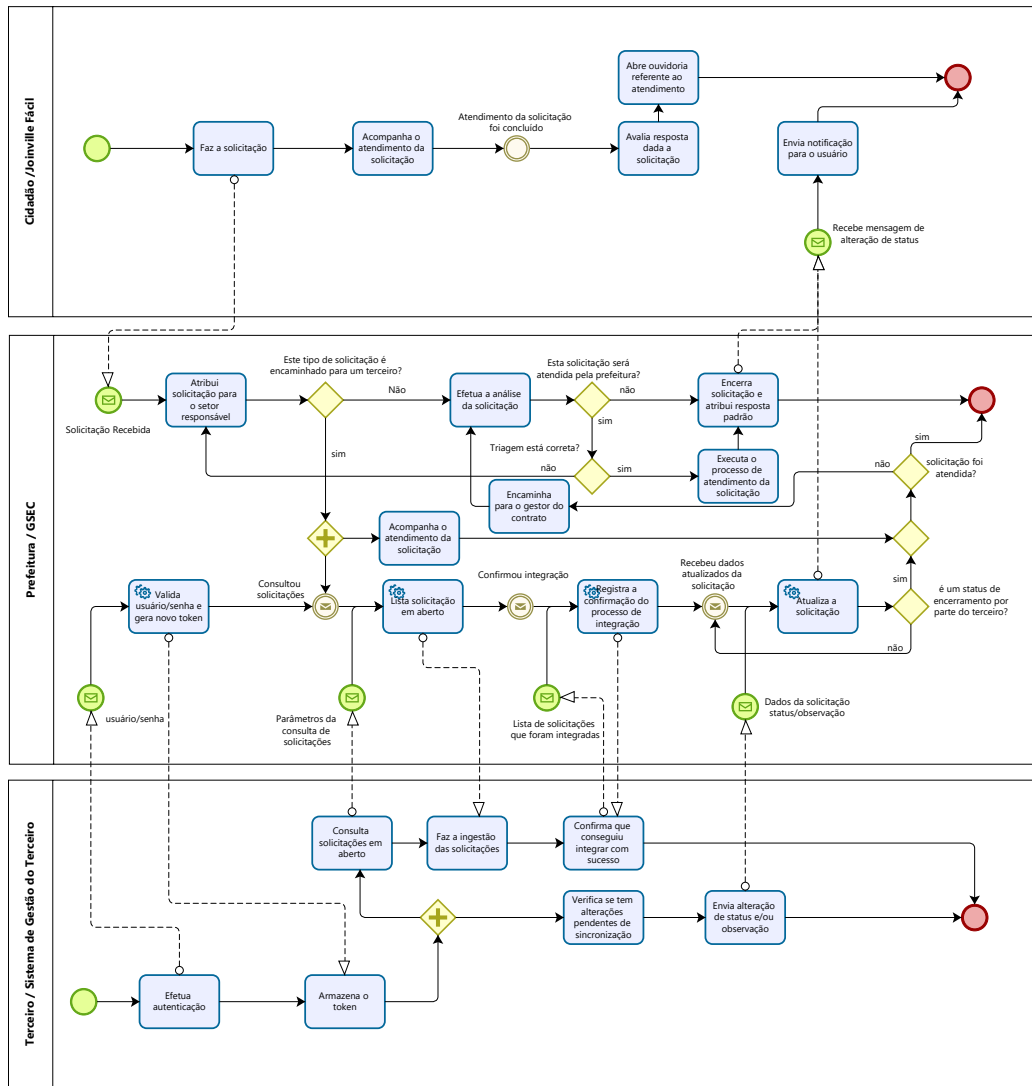 Cidadão /Joinville Fácil
Faz a solicitação
Acompanha o
atendimento da
solicitação
Atendimento da solicitação
foi concluído
Abre ouvidoria
referente ao
atendimento
Avalia resposta
dada a
solicitação
Envia notificação
para o usuário
Recebe mensagem de
alteração de status
Prefeitura / GSEC
Solicitação Recebida
Atribui
solicitação para
o setor
responsável
Este tipo de solicitação é
encaminhado para um terceiro?
Não
sim
Efetua a análise
da solicitação
Esta solicitação será
atendida pela prefeitura?
não
sim
Encerra
solicitação e
atribui resposta
padrão
Triagem está correta?
não
sim
Executa o
processo de
atendimento da
solicitação
Encaminha
para o gestor do
contrato
sim
não
solicitação foi
atendida?
Acompanha o
atendimento da
solicitação
Valida
usuário/senha e
gera novo token
Consultou
solicitações
Lista solicitação
em aberto
Confirmou integração
Registra a
confirmação do
processo de
integração
Recebeu dados
atualizados da
solicitação
Atualiza a
solicitação
sim
não
é um status de
encerramento por
parte do terceiro?
usuário/senha
Parâmetros da
consulta de
solicitações
Lista de solicitações
que foram integradas
Dados da solicitação
status/observação
Terceiro / Sistema de Gestão do Terceiro
Consulta
solicitações em
aberto
Faz a ingestão
das solicitações
Confirma que
conseguiu
integrar com
sucesso
Verifica se tem
alterações
pendentes de
sincronização
Envia alteração
de status e/ou
observação
Efetua
autenticação
Armazena o
token